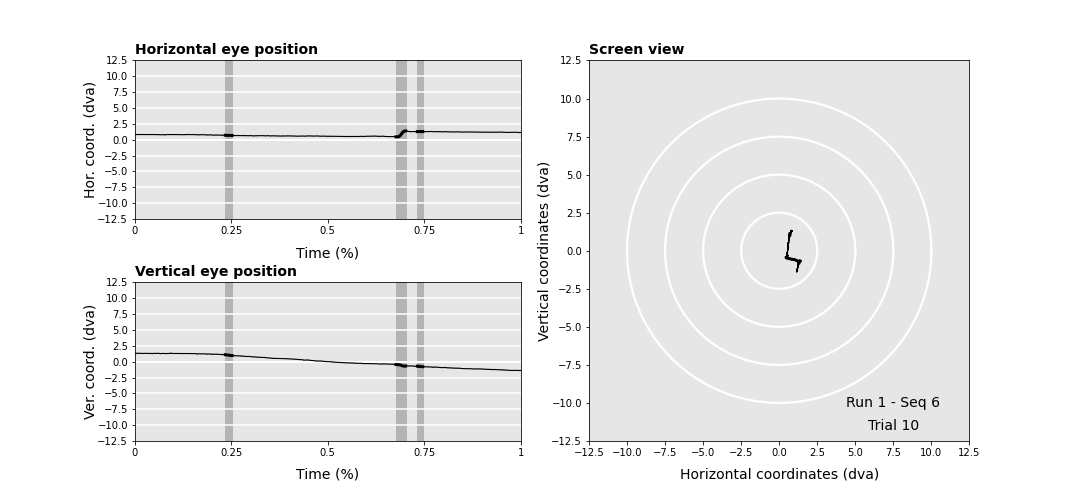 Horizontal eye position
12.5
10.0
7.5
5.0
2.5
0.0
−2.5
−5.0
−7.5
−10.0
−12.5
Hor. coord. (dva)
0 0.25 0.5 0.75 1
Time (%)
Vertical eye position
12.5
10.0
7.5
5.0
2.5
0.0
−2.5
−5.0
−7.5
−10.0
−12.5
Ver. coord. (dva)
0 0.25 0.5 0.75 1
Time (%)
Screen view
12.5
10.0
7.5
5.0
2.5
0.0
−2.5
−5.0
−7.5
−10.0
−12.5
Vertical coordinates (dva)
Run 1 - Seq 6
Trial 10
−12.5 −10.0 −7.5 −5.0 −2.5 0.0 2.5 5.0 7.5 10.0 12.5
Horizontal coordinates (dva)